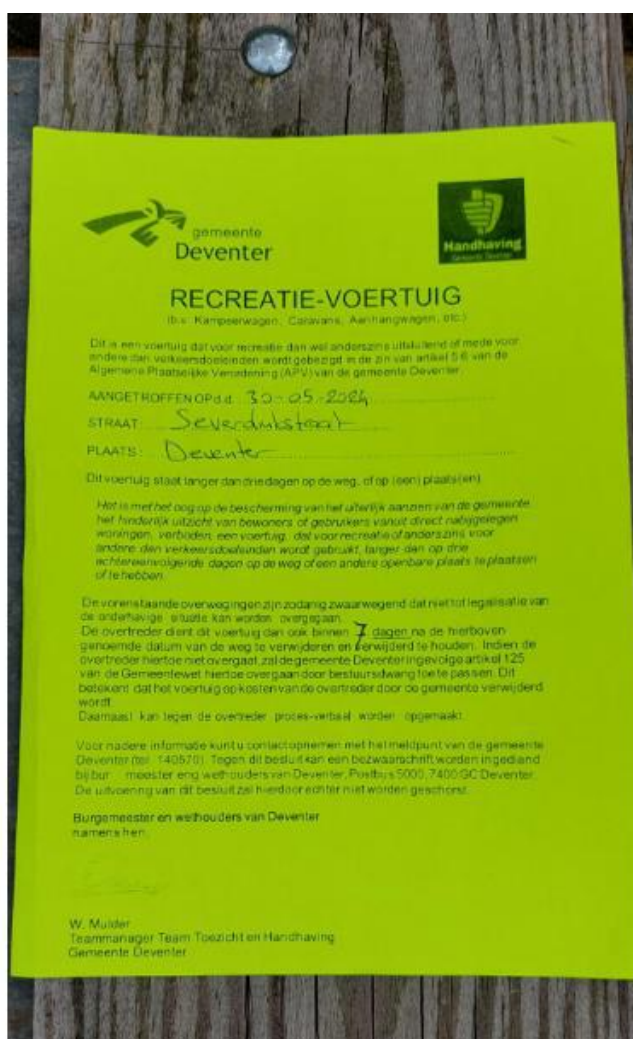 gemeente
Deventer
Handhaving
Gemeente Deventer
RECREATIE-VOERTUIG
(b.v. Kampeerwagen, Caravans, Aanhangwagen, etc.)
Dit is een voertuig dat voor recreatie dan wel anderszins uitsluitend of mede voor
andere dan verkeersdoeleinden wordt gebezigd in de zin van artikel 5:6 van de
Algemene Plaatselijke Verordening (APV) van de gemeente Deventer.
AANGETROFFEN OP d.d. 30-05-2024
STRAAT: Severdijkstraat
PLAATS: Deventer
Dit voertuig staat langer dan drie dagen op de weg, of op (een) plaats(en)
Het is met het oog op de bescherming van het uiterlijk aanzien van de gemeente,
het hinderlijk uitzicht van bewoners of gebruikers vanuit direct nabijgelegen
woningen, verboden, een voertuig, dat voor recreatie of anderszins voor
andere dan verkeersdoeleinden wordt gebruikt, langer dan op drie
achtereenvolgende dagen op de weg of een andere openbare plaats te plaatsen
of te hebben.
De vorenstaande overwegingen zijn zodanig zwaarwegend dat niet tot legalisatie van
de onderhavige situatie kan worden overgegaan.
De overtreder dient dit voertuig dan ook binnen 7 dagen na de hierboven
genoemde datum van de weg te verwijderen en verwijderd te houden. Indien de
overtreder hiertoe niet overgaat, zal de gemeente Deventer ingevolge artikel 125
van de Gemeentewet hiertoe overgaan door bestuursdwang toe te passen. Dit
betekent dat het voertuig op kosten van de overtreder door de gemeente verwijderd
wordt.
Daarnaast kan tegen de overtreder proces-verbaal worden opgemaakt.
Voor nadere informatie kunt u contact opnemen met het meldpunt van de gemeente
Deventer (tel. 140570). Tegen dit besluit kan een bezwaarschrift worden ingediend
bij bur meester eng wethouders van Deventer, Postbus 5000, 7400 GC Deventer.
De uitvoering van dit besluit zal hierdoor echter niet worden geschorst.
Burgemeester en wethouders van Deventer
namens hen,
W. Mulder
Teammanager Team Toezicht en Handhaving
Gemeente Deventer